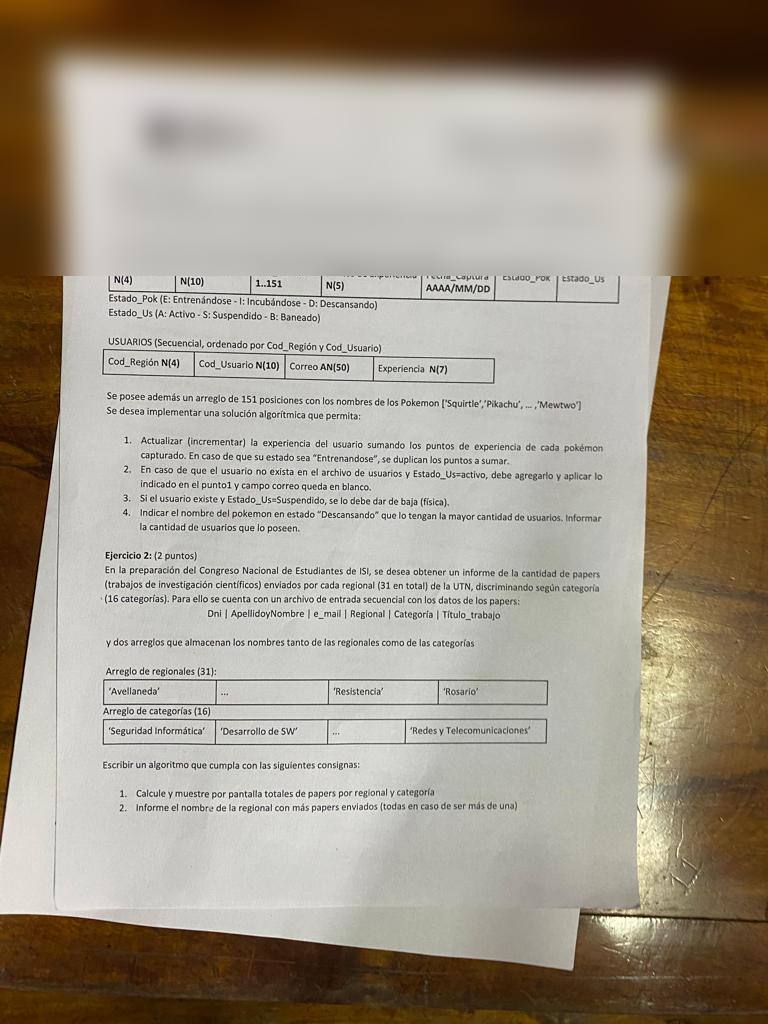 N(4) N(10) 1..151 N(5) Fecha_Captura AAAA/MM/DD Estado_Pok Estado_Us
Estado_Pok (E: Entrenándose - I: Incubándose - D: Descansando)
Estado_Us (A: Activo - S: Suspendido - B: Baneado)
USUARIOS (Secuencial, ordenado por Cod_Región y Cod_Usuario)
Cod_Región N(4) Cod_Usuario N(10) Correo AN(50) Experiencia N(7)
Se posee además un arreglo de 151 posiciones con los nombres de los Pokemon ['Squirtle','Pikachu', ... ,'Mewtwo']
Se desea implementar una solución algorítmica que permita:
1. Actualizar (incrementar) la experiencia del usuario sumando los puntos de experiencia de cada pokémon
capturado. En caso de que su estado sea "Entrenandose", se duplican los puntos a sumar.
2. En caso de que el usuario no exista en el archivo de usuarios y Estado_Us=activo, debe agregarlo y aplicar lo
indicado en el punto1 y campo correo queda en blanco.
3. Si el usuario existe y Estado_Us=Suspendido, se lo debe dar de baja (física).
4. Indicar el nombre del pokemon en estado "Descansando" que lo tengan la mayor cantidad de usuarios. Informar
la cantidad de usuarios que lo poseen.
Ejercicio 2: (2 puntos)
En la preparación del Congreso Nacional de Estudiantes de ISI, se desea obtener un informe de la cantidad de papers
(trabajos de investigación científicos) enviados por cada regional (31 en total) de la UTN, discriminando según categoría
(16 categorías). Para ello se cuenta con un archivo de entrada secuencial con los datos de los papers:
Dni | ApellidoyNombre | e_mail | Regional | Categoría | Título_trabajo
y dos arreglos que almacenan los nombres tanto de las regionales como de las categorías
Arreglo de regionales (31):
'Avellaneda' ... 'Resistencia' 'Rosario'
Arreglo de categorías (16)
'Seguridad Informática' 'Desarrollo de SW' ... 'Redes y Telecomunicaciones'
Escribir un algoritmo que cumpla con las siguientes consignas:
1. Calcule y muestre por pantalla totales de papers por regional y categoría
2. Informe el nombre de la regional con más papers enviados (todas en caso de ser más de una)